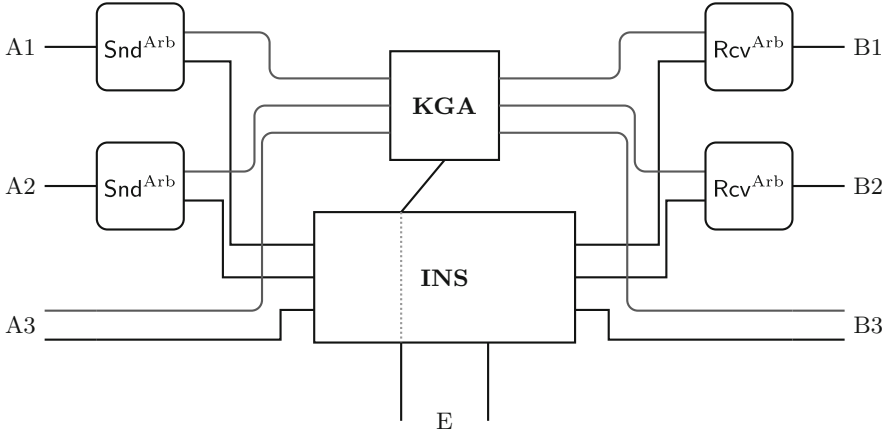 A1 Snd^Arb Rcv^Arb B1
KGA
A2 Snd^Arb Rcv^Arb B2
INS
A3 B3
E